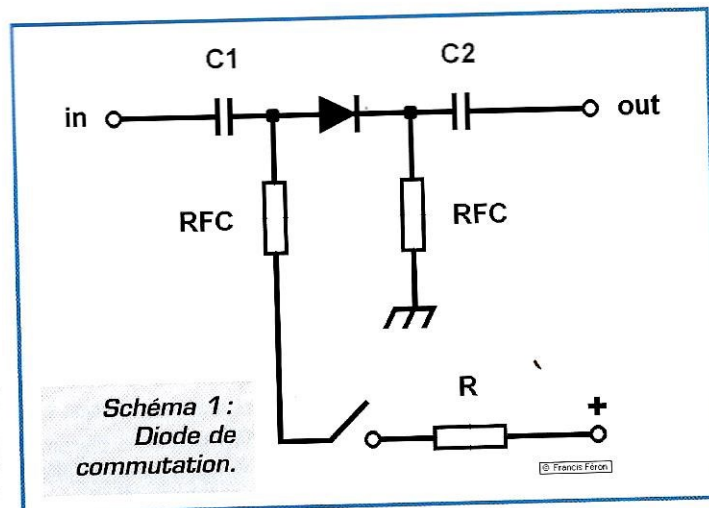 C1
C2
in
out
RFC
RFC
R
+
Schéma 1 :
Diode de
commutation.
© Francis Féron